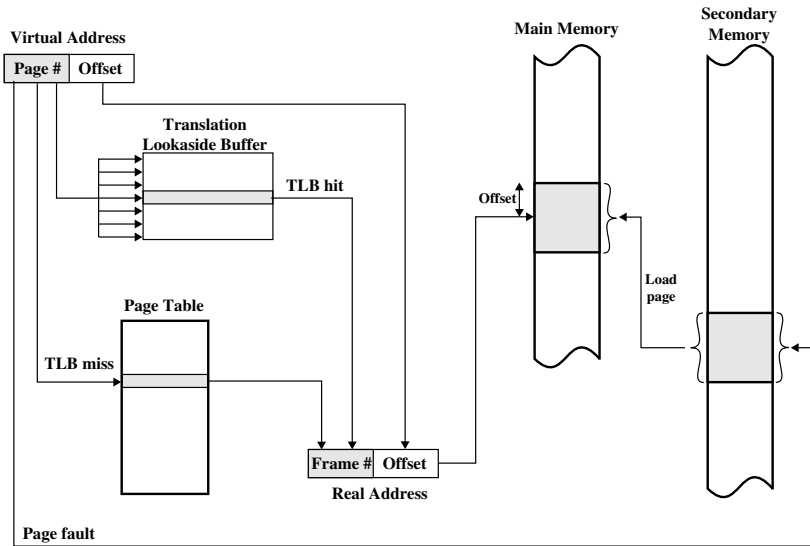 Virtual Address
Page #
Offset
Main Memory
Secondary
Memory
Translation
Lookaside Buffer
TLB hit
Offset
Load
page
Page Table
TLB miss
Frame #
Offset
Real Address
Page fault